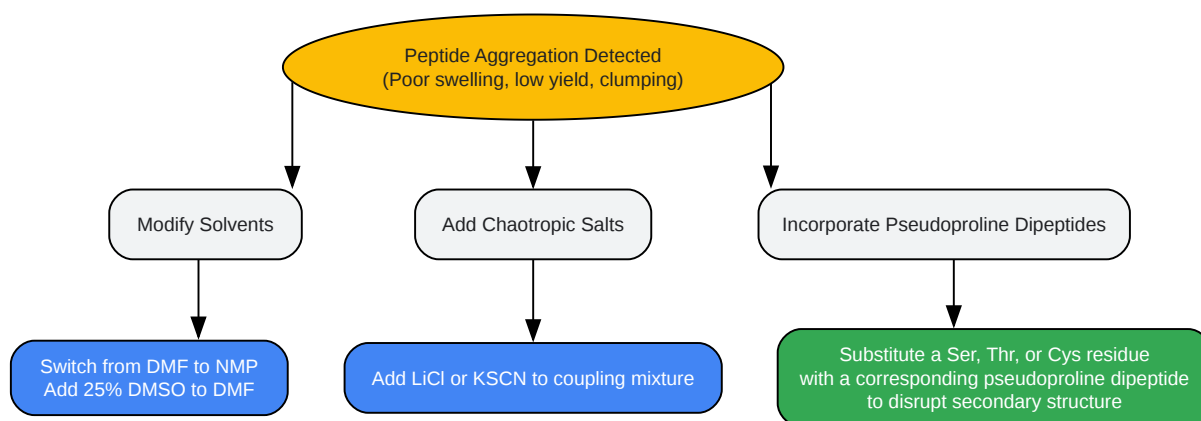 Peptide Aggregation Detected
(Poor swelling, low yield, clumping)
Modify Solvents
Add Chaotropic Salts
Incorporate Pseudoproline Dipeptides
Switch from DMF to NMP
Add 25% DMSO to DMF
Add LiCl or KSCN to coupling mixture
Substitute a Ser, Thr, or Cys residue
with a corresponding pseudoproline dipeptide
to disrupt secondary structure